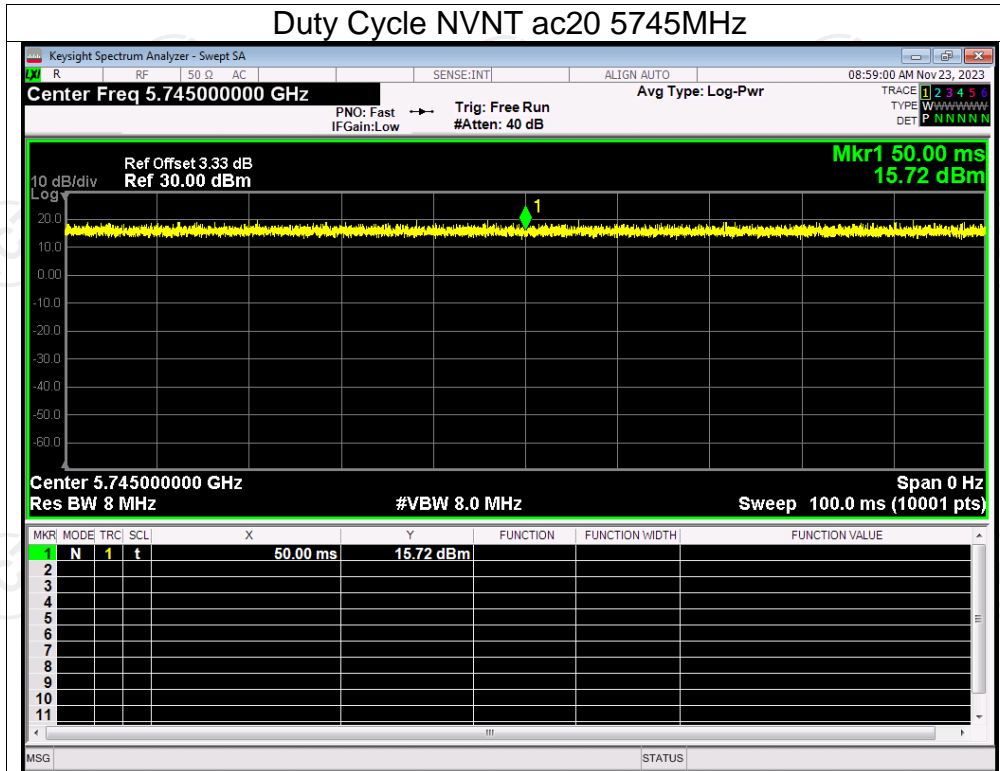 Duty Cycle NVNT ac20 5745MHz
Keysight Spectrum Analyzer - Swept SA
LXI R RF 50 Ω AC SENSE:INT ALIGN AUTO 08:59:00 AM Nov 23, 2023
Center Freq 5.745000000 GHz Avg Type: Log-Pwr TRACE 1 2 3 4 5 6
PNO: Fast Trig: Free Run TYPE WWWWWW
IFGain:Low #Atten: 40 dB DET P N N N N N
Mkr1 50.00 ms
Ref Offset 3.33 dB
10 dB/div Ref 30.00 dBm 15.72 dBm
Log
1
20.0
10.0
0.00
-10.0
-20.0
-30.0
-40.0
-50.0
-60.0
Center 5.745000000 GHz Span 0 Hz
Res BW 8 MHz #VBW 8.0 MHz Sweep 100.0 ms (10001 pts)
MKR MODE TRC SCL X Y FUNCTION FUNCTION WIDTH FUNCTION VALUE
1 N 1 t 50.00 ms 15.72 dBm
2
3
4
5
6
7
8
9
10
11
MSG STATUS